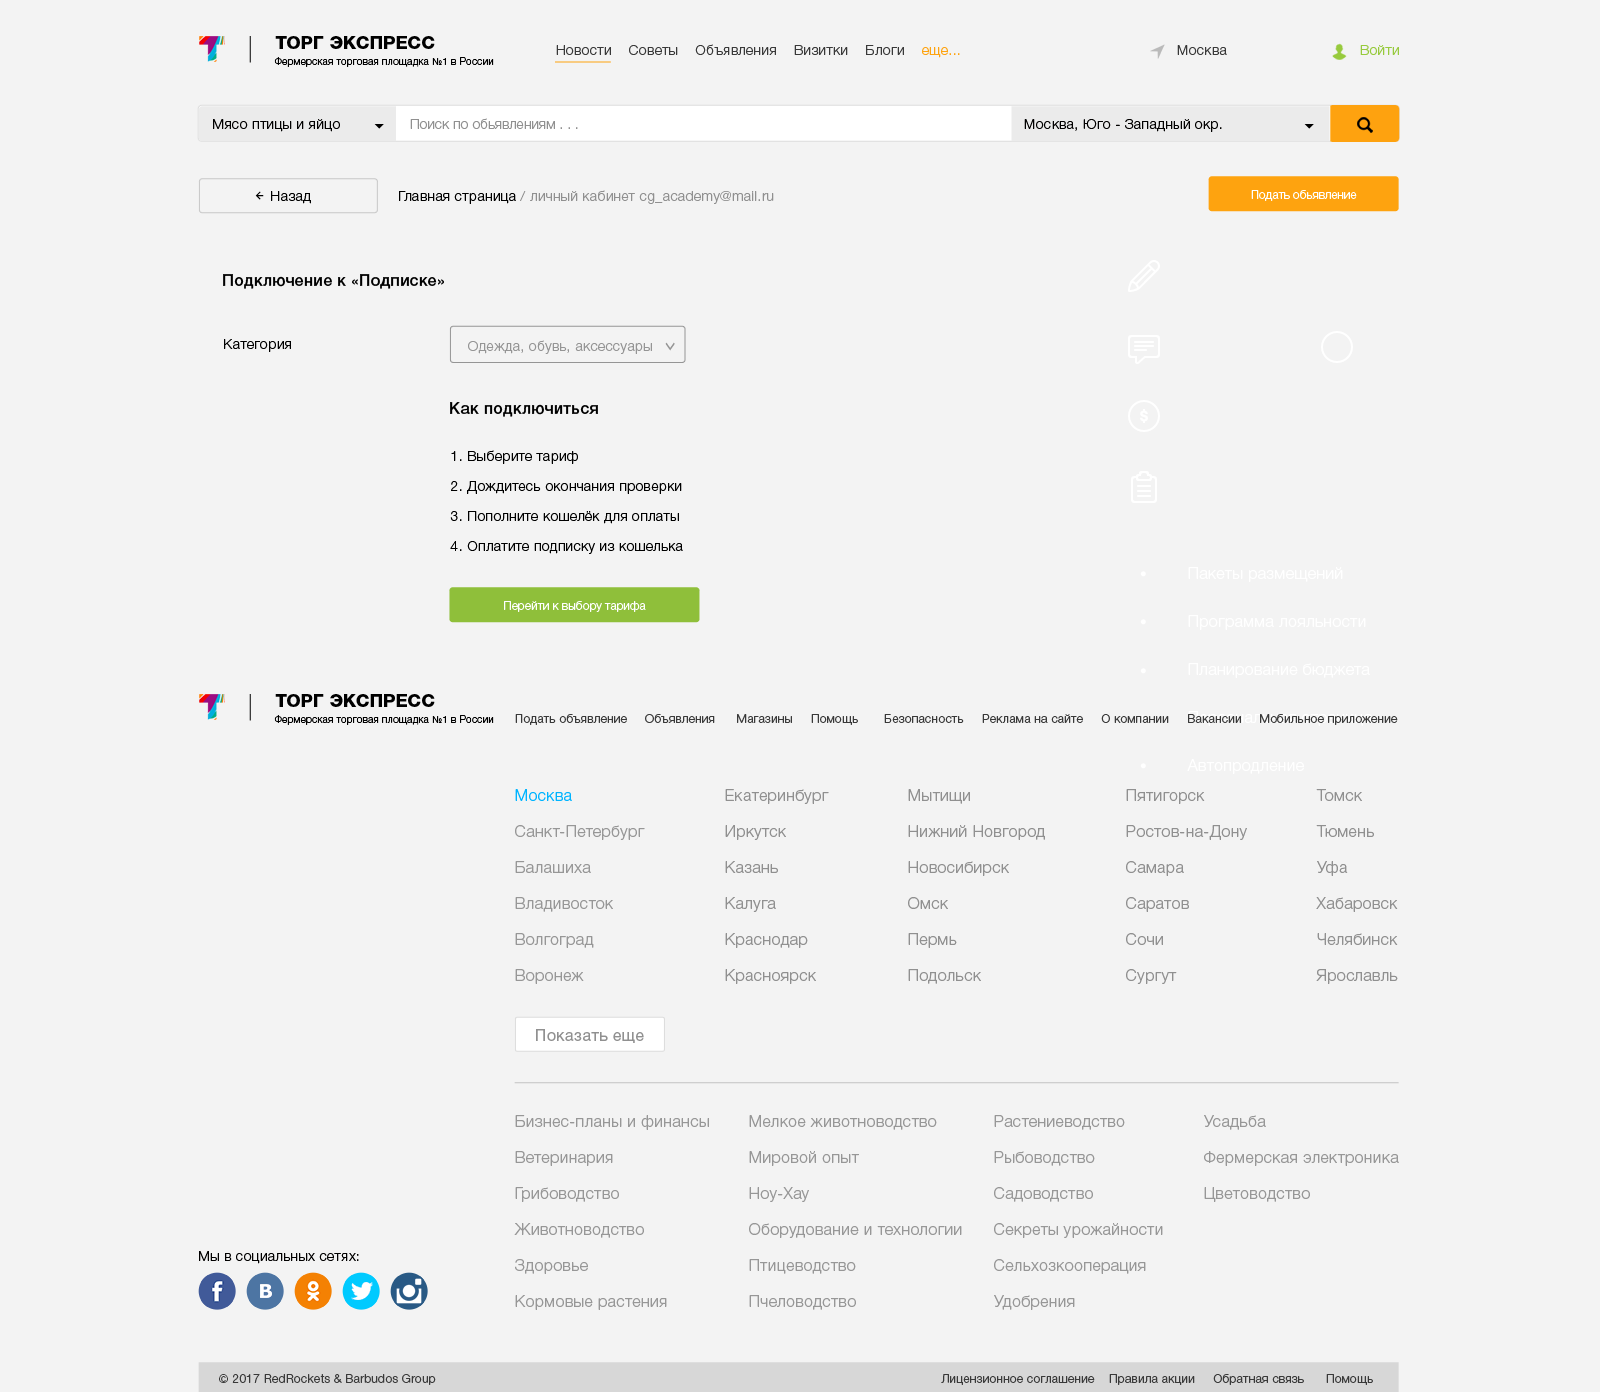 ТОРГ ЭКСПРЕСС
Фермерская торговая площадка №1 в России
Новости Советы Объявления Визитки Блоги еще...
Москва
Войти
Мясо птицы и яйцо
Поиск по обьявлениям . . .
Москва, Юго - Западный окр.
Назад
Главная страница / личный кабинет cg_academy@mail.ru
Подать обьявление
Подключение к «Подписке»
Категория
Одежда, обувь, аксессуары
Как подключиться
1. Выберите тариф
2. Дождитесь окончания проверки
3. Пополните кошелёк для оплаты
4. Оплатите подписку из кошелька
Перейти к выбору тарифа
• Пакеты размещений
• Программа лояльности
• Планирование бюджета
ТОРГ ЭКСПРЕСС
Фермерская торговая площадка №1 в России
Подать объявление Объявления Магазины Помощь Безопасность Реклама на сайте О компании Вакансии Мобильное приложение
• Автопродление
Москва Екатеринбург Мытищи Пятигорск Томск
Санкт-Петербург Иркутск Нижний Новгород Ростов-на-Дону Тюмень
Балашиха Казань Новосибирск Самара Уфа
Владивосток Калуга Омск Саратов Хабаровск
Волгоград Краснодар Пермь Сочи Челябинск
Воронеж Красноярск Подольск Сургут Ярославль
Показать еще
Бизнес-планы и финансы Мелкое животноводство Растениеводство Усадьба
Ветеринария Мировой опыт Рыбоводство Фермерская электроника
Грибоводство Ноу-Хау Садоводство Цветоводство
Животноводство Оборудование и технологии Секреты урожайности
Здоровье Птицеводство Сельхозкооперация
Кормовые растения Пчеловодство Удобрения
Мы в социальных сетях:
© 2017 RedRockets & Barbudos Group
Лицензионное соглашение Правила акции Обратная связь Помощь